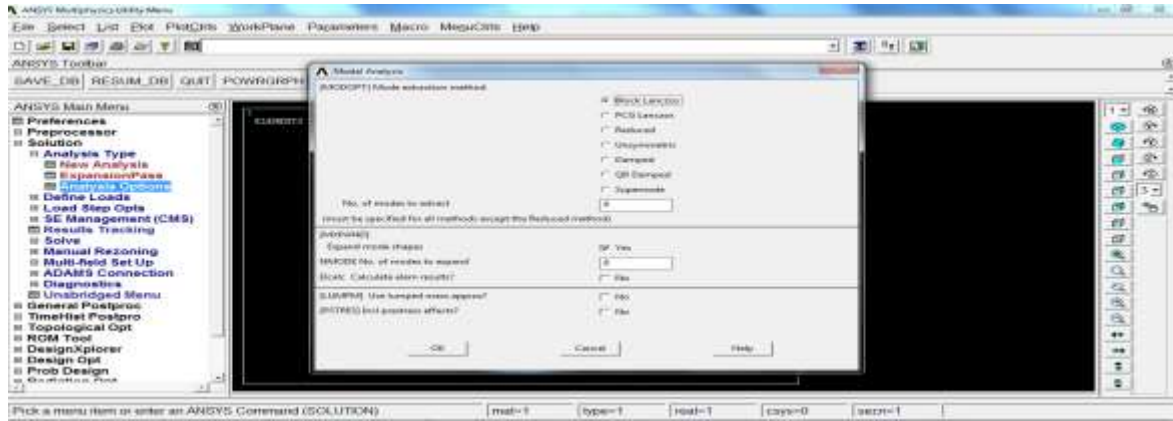 ANSYS Multiphysics Utility Menu
File Select List Plot PlotCtrls WorkPlane Parameters Macro MenuCtrls Help
ANSYS Toolbar
SAVE_DB RESUM_DB QUIT POWRGRPH
ANSYS Main Menu
Preferences
Preprocessor
Solution
Analysis Type
New Analysis
ExpansionPass
Analysis Options
Define Loads
Load Step Opts
SE Management (CMS)
Results Tracking
Solve
Manual Rezoning
Multi-field Set Up
ADAMS Connection
Diagnostics
Unabridged Menu
General Postproc
TimeHist Postpro
Topological Opt
ROM Tool
DesignXplorer
Design Opt
Prob Design
Radiation Opt
1
ELEMENTS
Modal Analysis
[MODOPT] Mode extraction method
Block Lanczos
PCG Lanczos
Reduced
Unsymmetric
Damped
QR Damped
Supernode
No. of modes to extract
(must be specified for all methods except the Reduced method)
[MXPAND]
Expand mode shapes Yes
NMODE No. of modes to expand
Elcalc Calculate elem results? No
[LUMPM] Use lumped mass approx? No
[PSTRES] Incl prestress effects? No
OK Cancel Help
1
3
Pick a menu item or enter an ANSYS Command (SOLUTION) mat=1 type=1 real=1 csys=0 secn=1